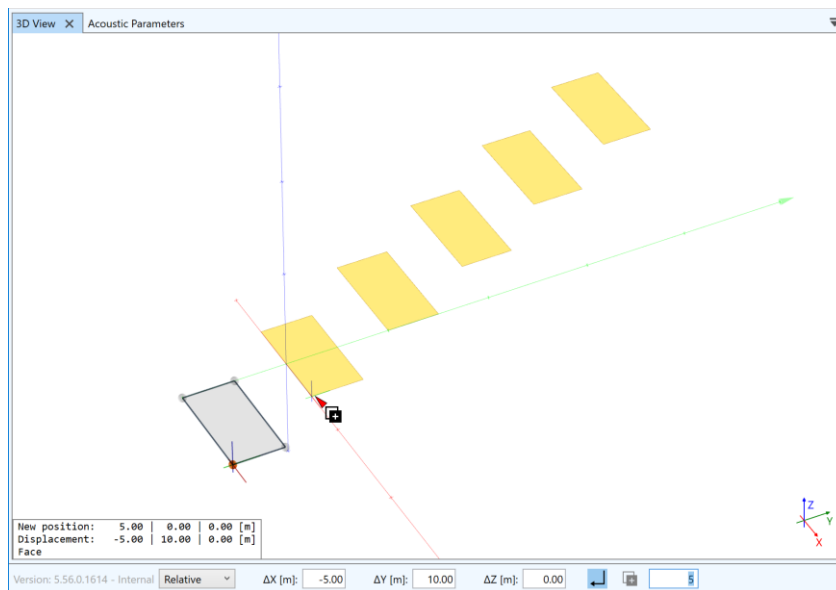 3D View ✕ Acoustic Parameters
Z
Y
X
New position: 5.00 | 0.00 | 0.00 [m]
Displacement: -5.00 | 10.00 | 0.00 [m]
Face
Version: 5.56.0.1614 - Internal Relative ΔX [m]: -5.00 ΔY [m]: 10.00 ΔZ [m]: 0.00 5